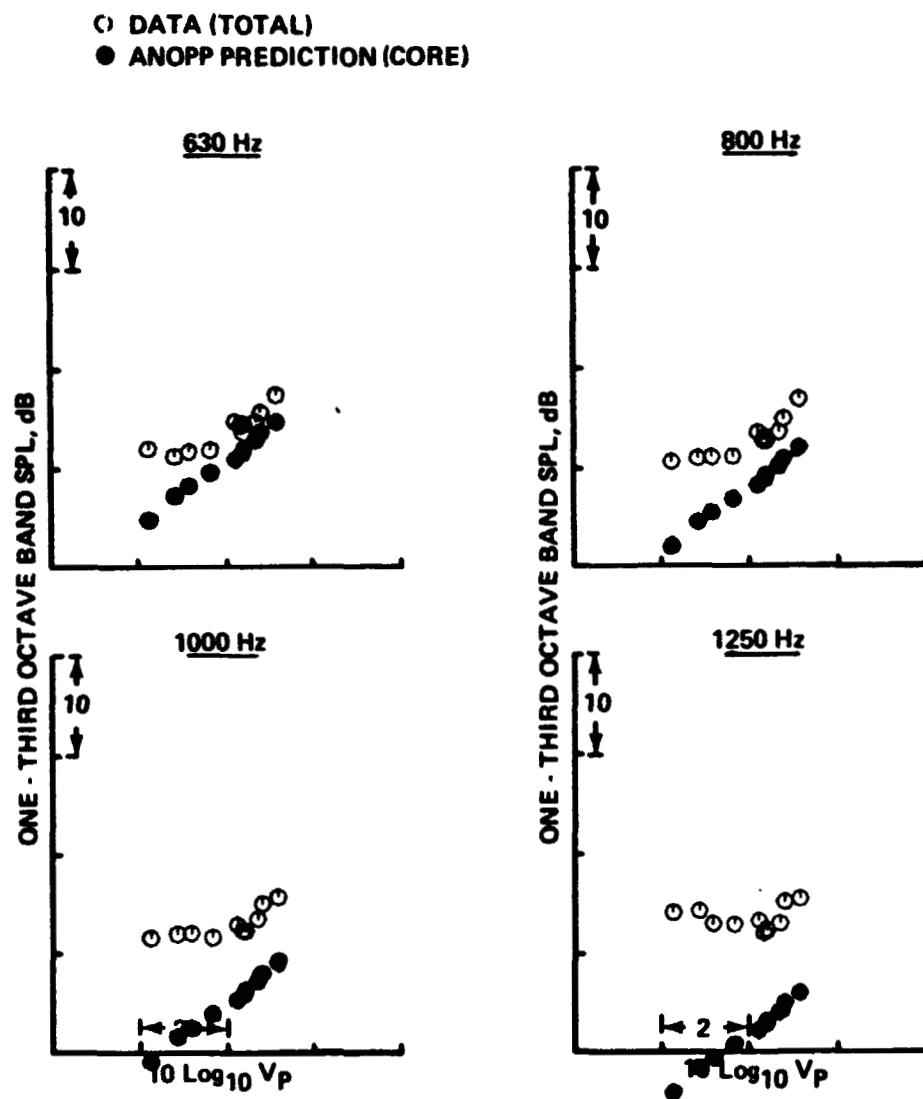 DATA (TOTAL)
ANOPP PREDICTION (CORE)
630 Hz
800 Hz
10
10
ONE - THIRD OCTAVE BAND SPL, dB
ONE - THIRD OCTAVE BAND SPL, dB
1000 Hz
1250 Hz
10
10
2
2
10 Log10 VP
10 Log10 VP